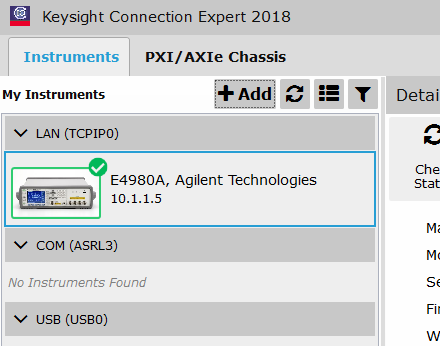 Keysight Connection Expert 2018
Instruments
PXI/AXIe Chassis
My Instruments
Add
Detai
LAN (TCPIP0)
E4980A, Agilent Technologies
10.1.1.5
Che
Stat
COM (ASRL3)
No Instruments Found
USB (USB0)
Ma
Mo
Se
Fir
W